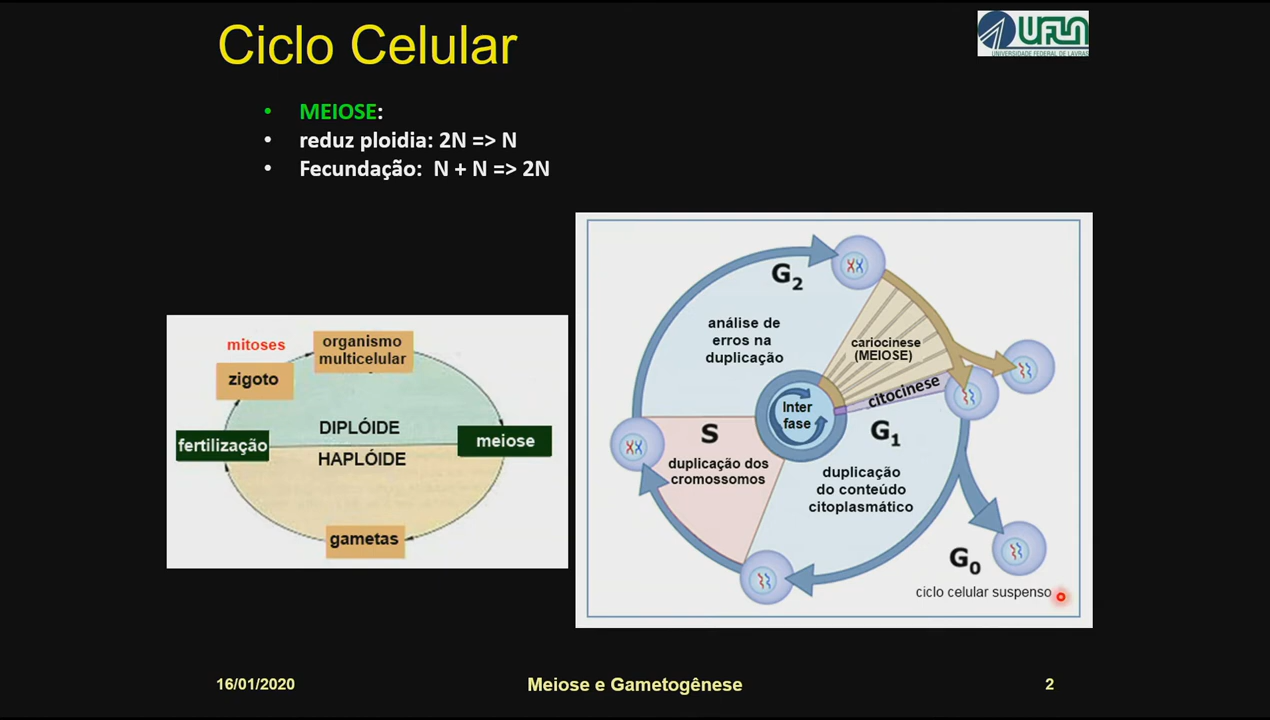 Ciclo Celular
UFLA
UNIVERSIDADE FEDERAL DE LAVRAS
• MEIOSE:
• reduz ploidia: 2N => N
• Fecundação: N + N => 2N
mitoses
organismo
multicelular
zigoto
DIPLÓIDE
fertilização
meiose
HAPLÓIDE
gametas
G2
análise de
erros na
duplicação
cariocinese
(MEIOSE)
citocinese
Inter
fase
S
duplicação dos
cromossomos
G1
duplicação
do conteúdo
citoplasmático
G0
ciclo celular suspenso
16/01/2020
Meiose e Gametogênese
2